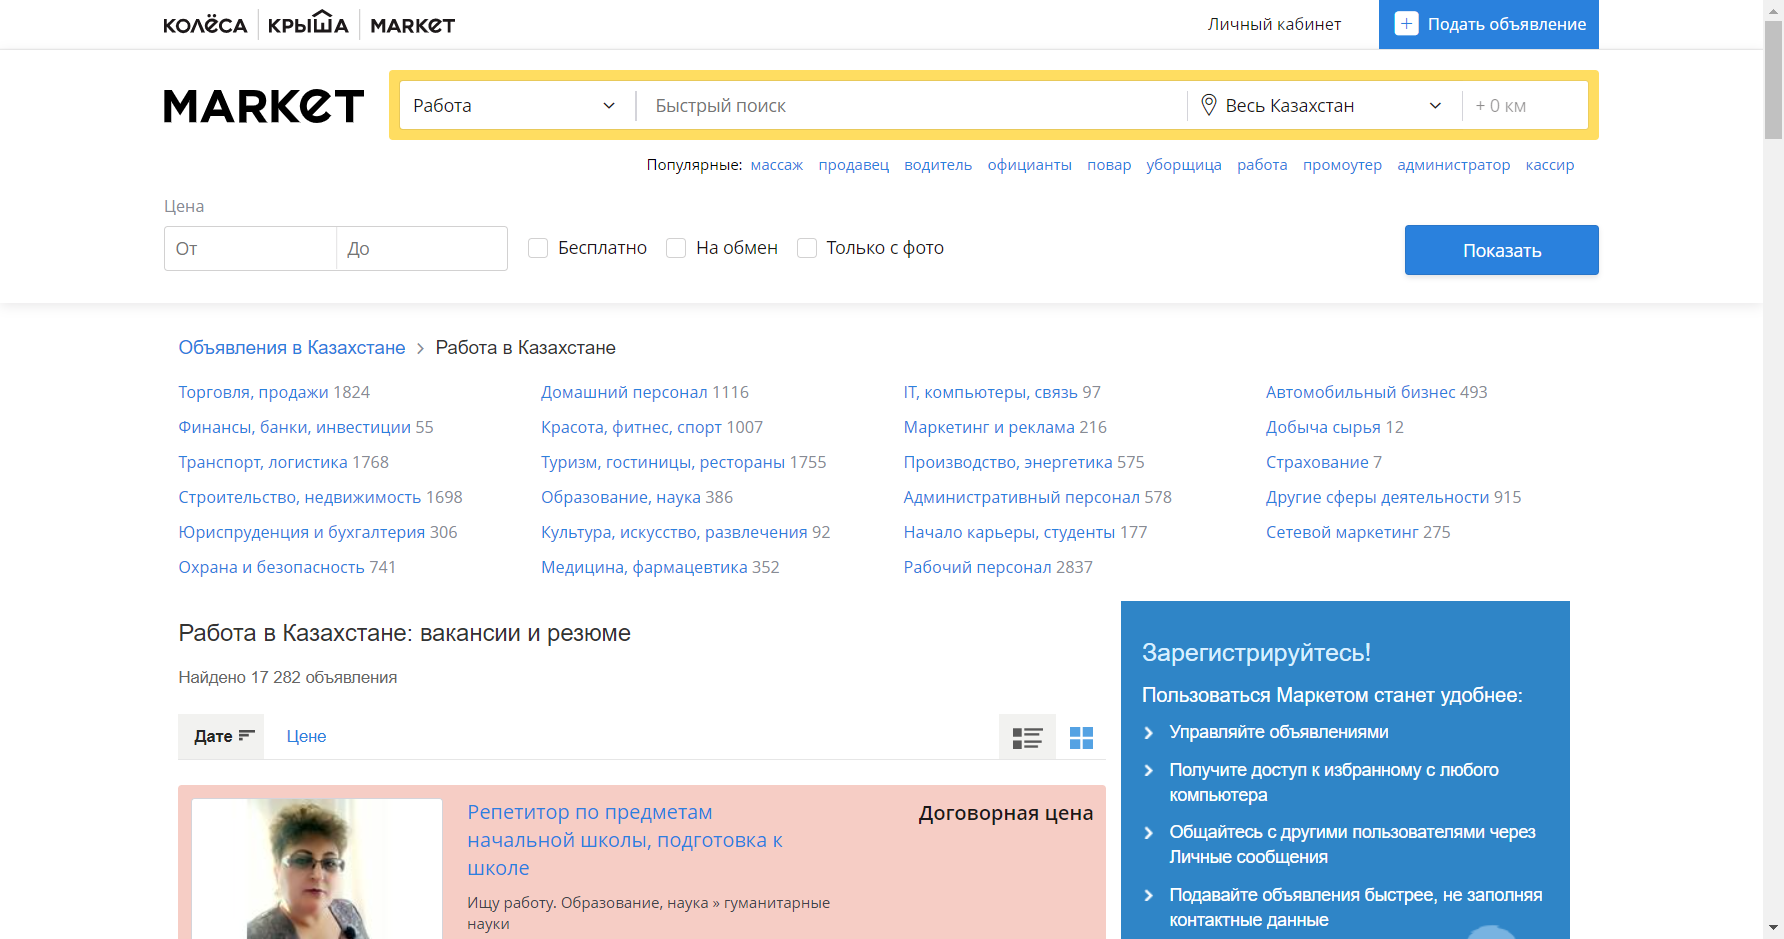 КОЛЁСА КРЫША MARKET
Личный кабинет
Подать объявление
MARKET
Работа
Быстрый поиск
Весь Казахстан
+ 0 км
Популярные: массаж продавец водитель официанты повар уборщица работа промоутер администратор кассир
Цена
От
До
Бесплатно
На обмен
Только с фото
Показать
Объявления в Казахстане > Работа в Казахстане
Торговля, продажи 1824
Финансы, банки, инвестиции 55
Транспорт, логистика 1768
Строительство, недвижимость 1698
Юриспруденция и бухгалтерия 306
Охрана и безопасность 741
Домашний персонал 1116
Красота, фитнес, спорт 1007
Туризм, гостиницы, рестораны 1755
Образование, наука 386
Культура, искусство, развлечения 92
Медицина, фармацевтика 352
IT, компьютеры, связь 97
Маркетинг и реклама 216
Производство, энергетика 575
Административный персонал 578
Начало карьеры, студенты 177
Рабочий персонал 2837
Автомобильный бизнес 493
Добыча сырья 12
Страхование 7
Другие сферы деятельности 915
Сетевой маркетинг 275
Работа в Казахстане: вакансии и резюме
Найдено 17 282 объявления
Дате
Цене
Репетитор по предметам
начальной школы, подготовка к
школе
Договорная цена
Ищу работу. Образование, наука » гуманитарные
науки
Зарегистрируйтесь!
Пользоваться Маркетом станет удобнее:
Управляйте объявлениями
Получите доступ к избранному с любого
компьютера
Общайтесь с другими пользователями через
Личные сообщения
Подавайте объявления быстрее, не заполняя
контактные данные